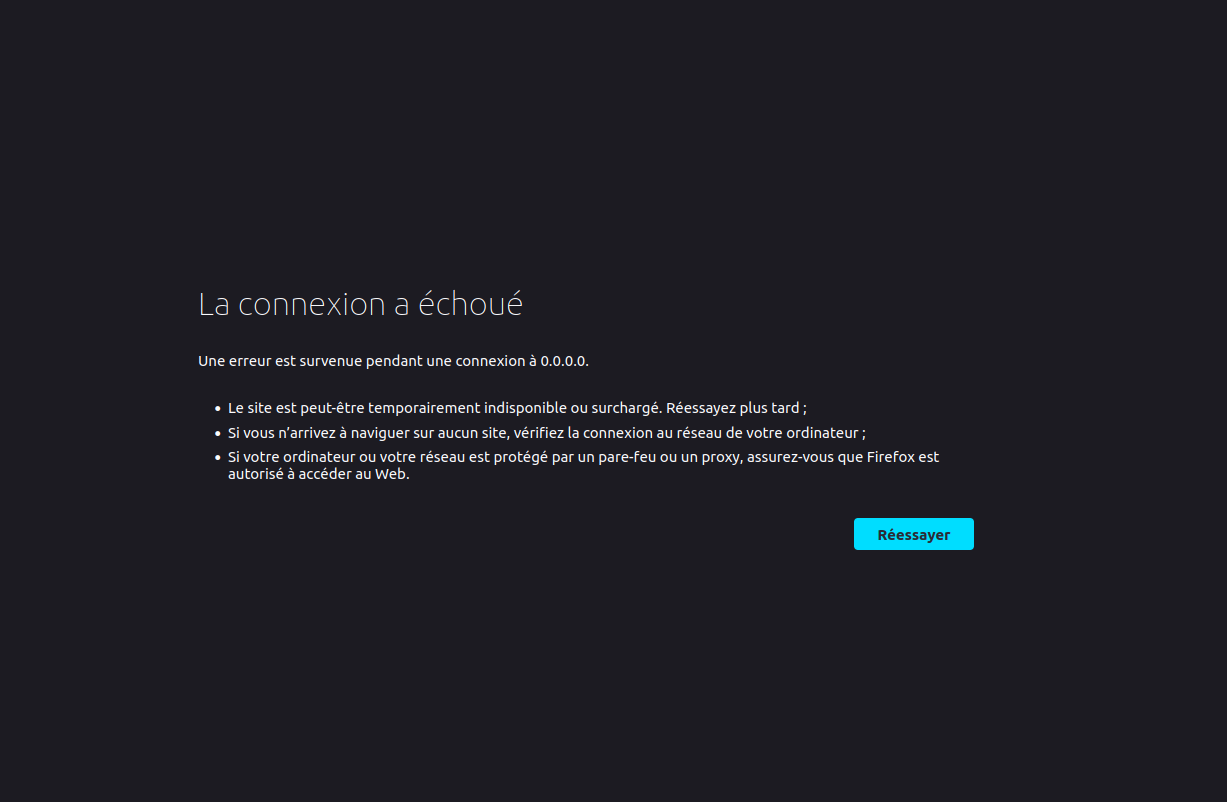 La connexion a échoué
Une erreur est survenue pendant une connexion à 0.0.0.0.
• Le site est peut-être temporairement indisponible ou surchargé. Réessayez plus tard ;
• Si vous n’arrivez à naviguer sur aucun site, vérifiez la connexion au réseau de votre ordinateur ;
• Si votre ordinateur ou votre réseau est protégé par un pare-feu ou un proxy, assurez-vous que Firefox est
autorisé à accéder au Web.
Réessayer